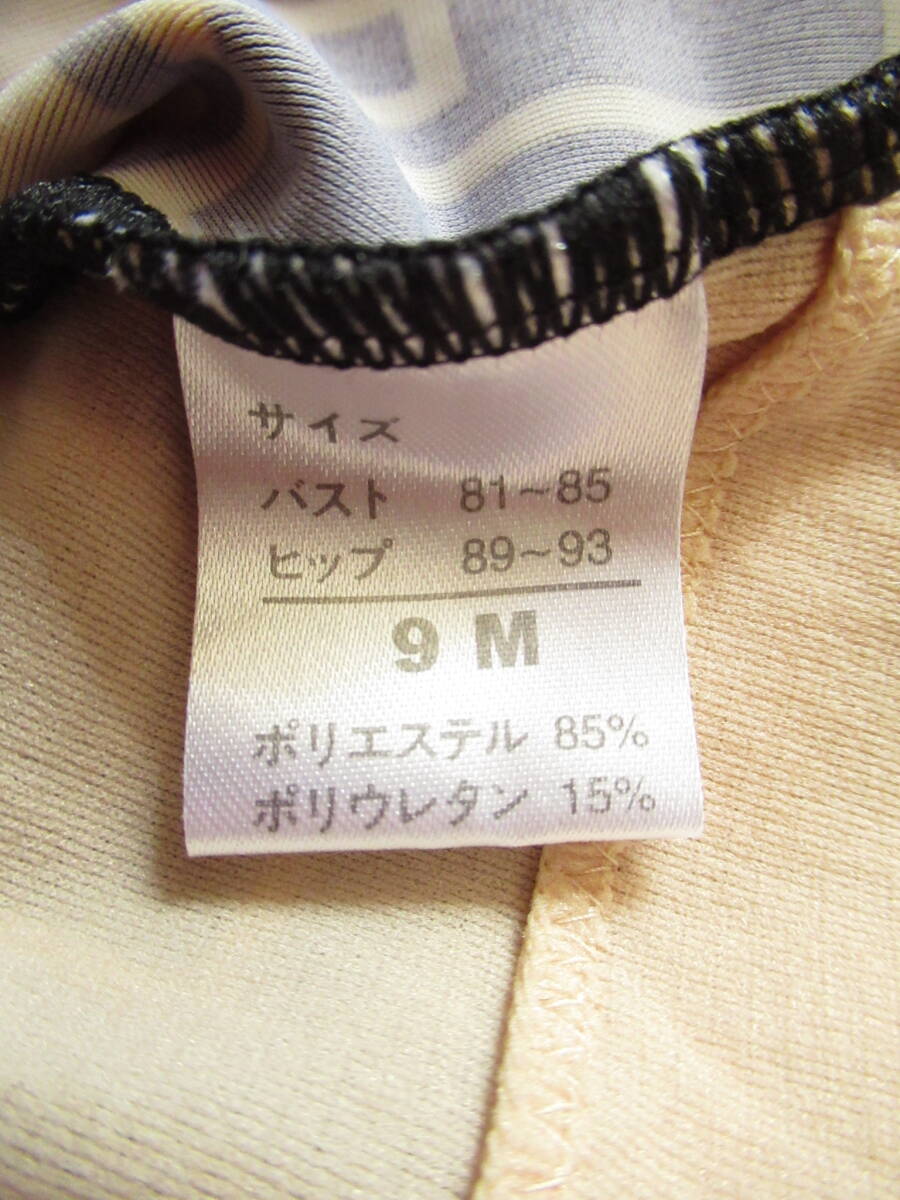 サイズ
バスト 81~85
ヒップ 89~93
9 M
ポリエステル 85%
ポリウレタン 15%